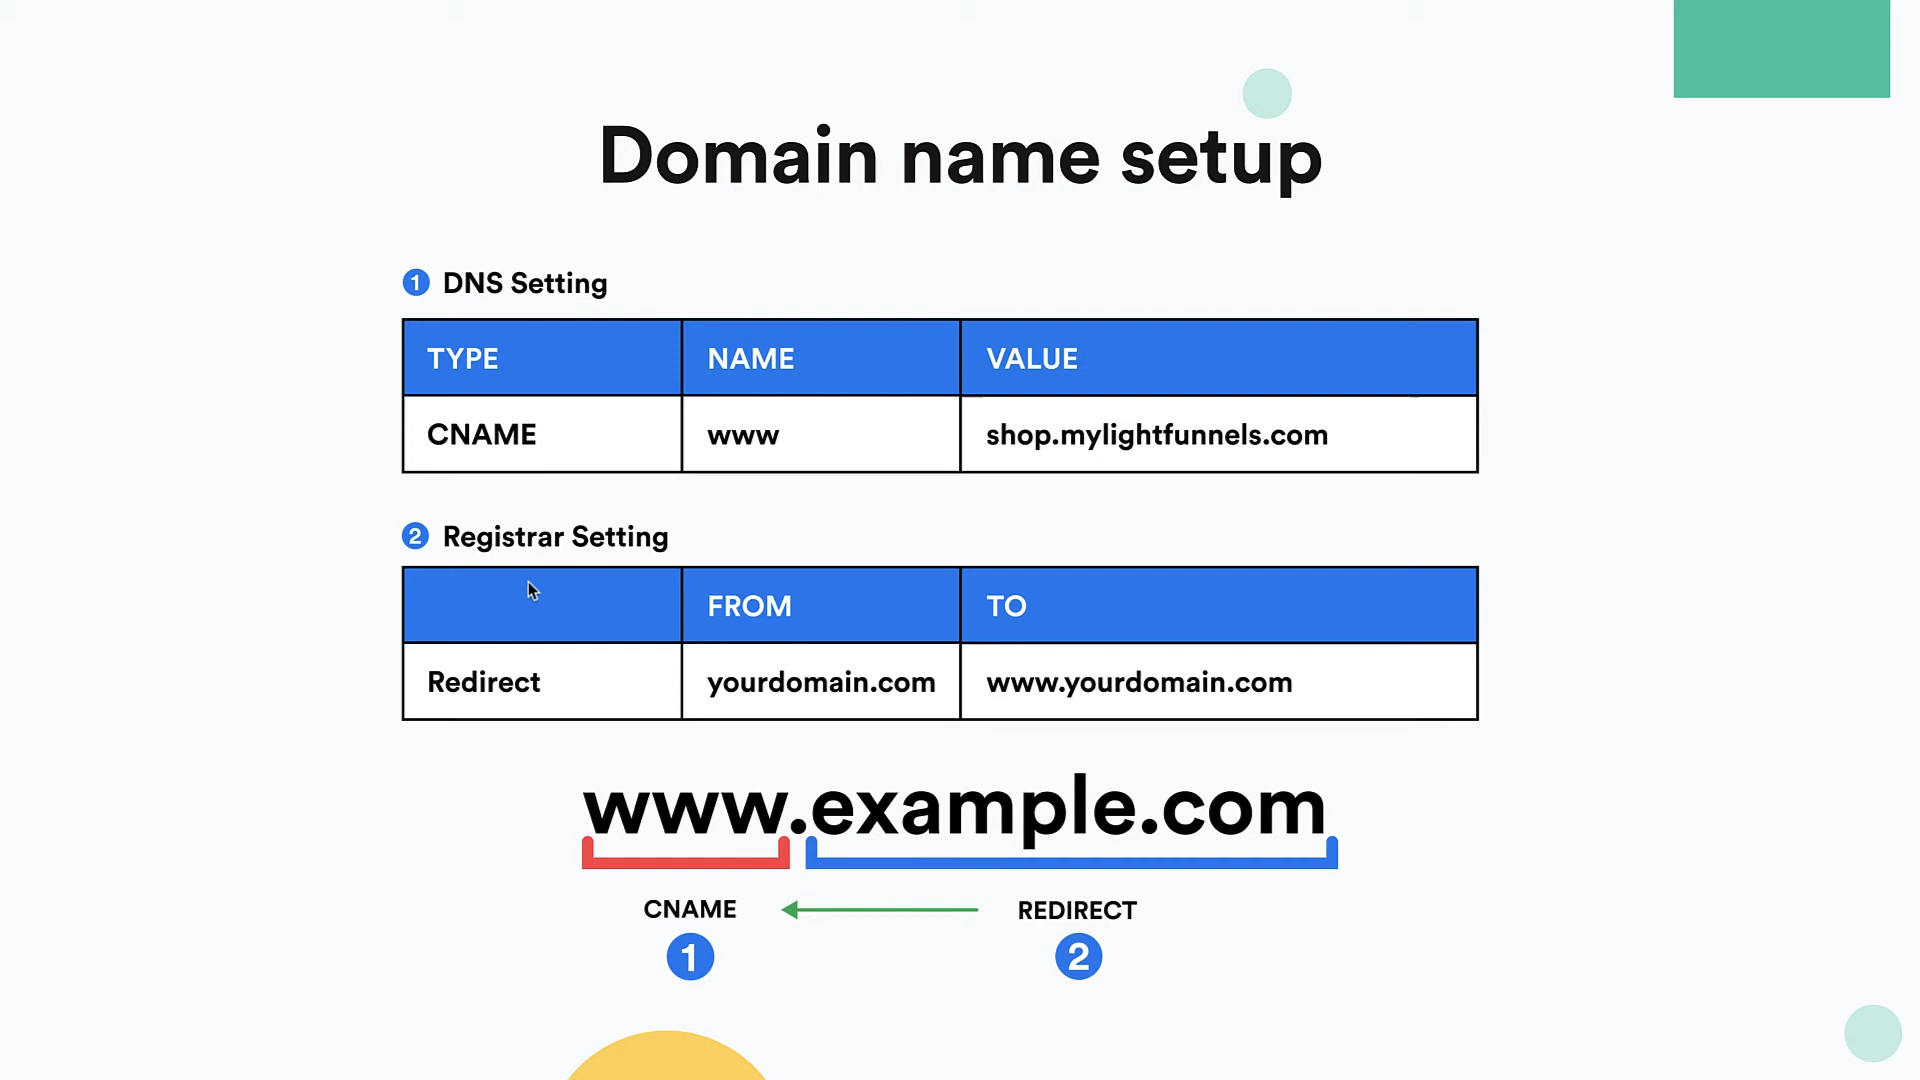 Domain name setup
1 DNS Setting
TYPE NAME VALUE
CNAME www shop.mylightfunnels.com
2 Registrar Setting
FROM TO
Redirect yourdomain.com www.yourdomain.com
www.example.com
CNAME REDIRECT
1 2